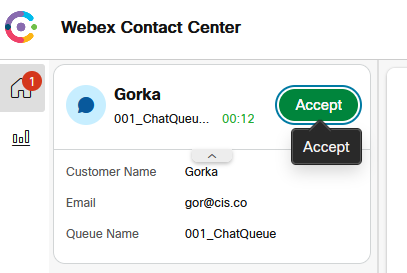 Webex Contact Center
1
Gorka
001_ChatQueu... 00:12
Accept
Accept
Customer Name Gorka
Email gor@cis.co
Queue Name 001_ChatQueue